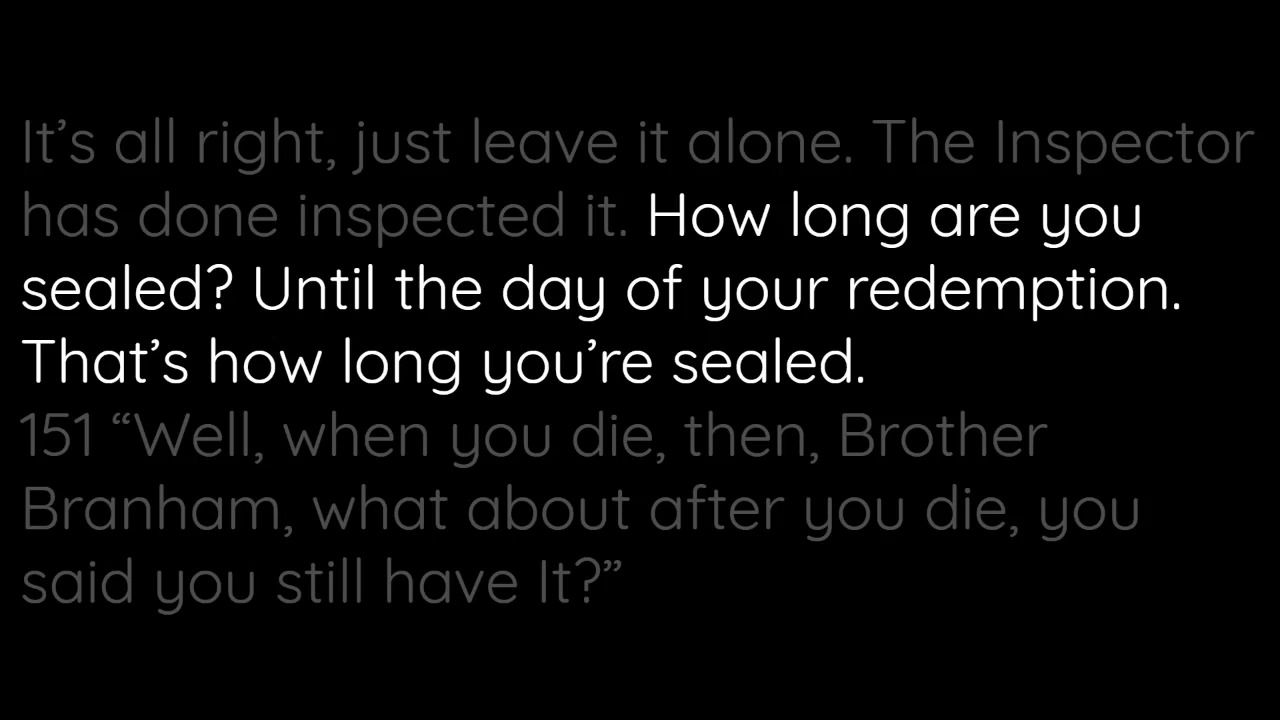 It’s all right, just leave it alone. The Inspector
has done inspected it. How long are you
sealed? Until the day of your redemption.
That’s how long you’re sealed.
151 “Well, when you die, then, Brother
Branham, what about after you die, you
said you still have It?”